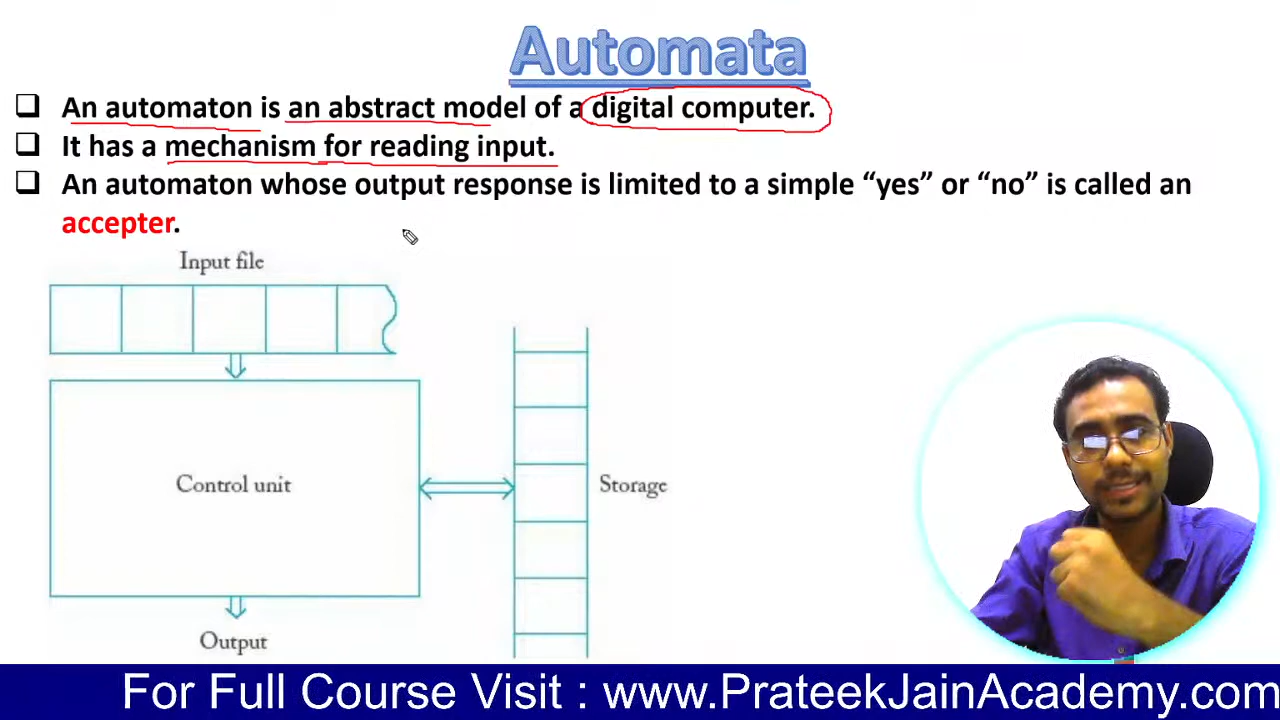 Automata
An automaton is an abstract model of a digital computer.
It has a mechanism for reading input.
An automaton whose output response is limited to a simple “yes” or “no” is called an
accepter.
Input file
Control unit
Storage
Output
For Full Course Visit : www.PrateekJainAcademy.com